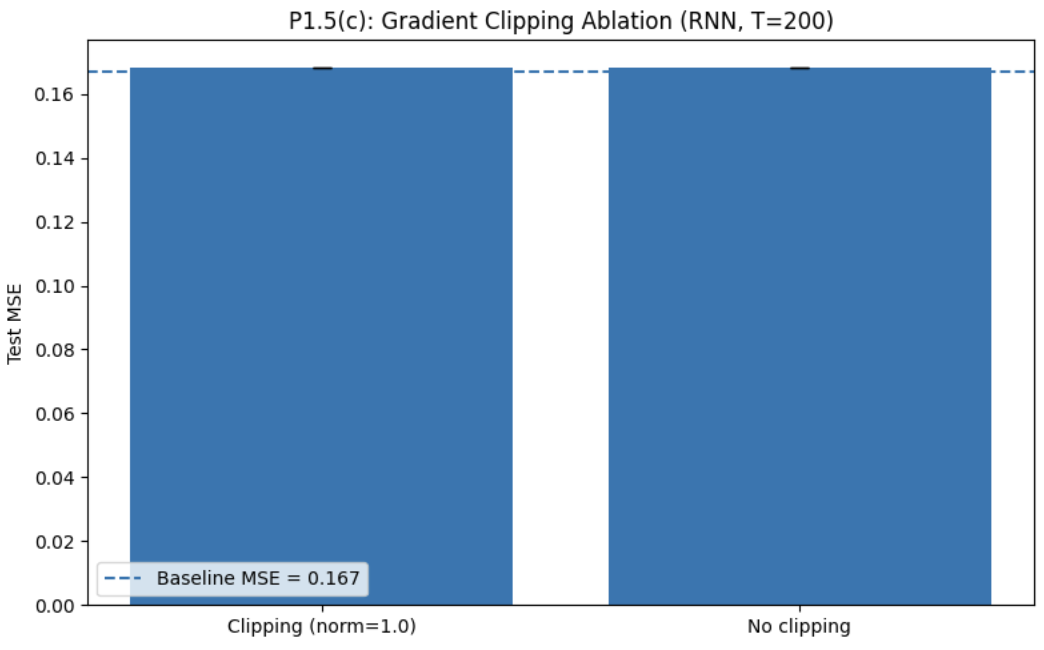 P1.5(c): Gradient Clipping Ablation (RNN, T=200)
Test MSE
0.16
0.14
0.12
0.10
0.08
0.06
0.04
0.02
0.00
Baseline MSE = 0.167
Clipping (norm=1.0)
No clipping